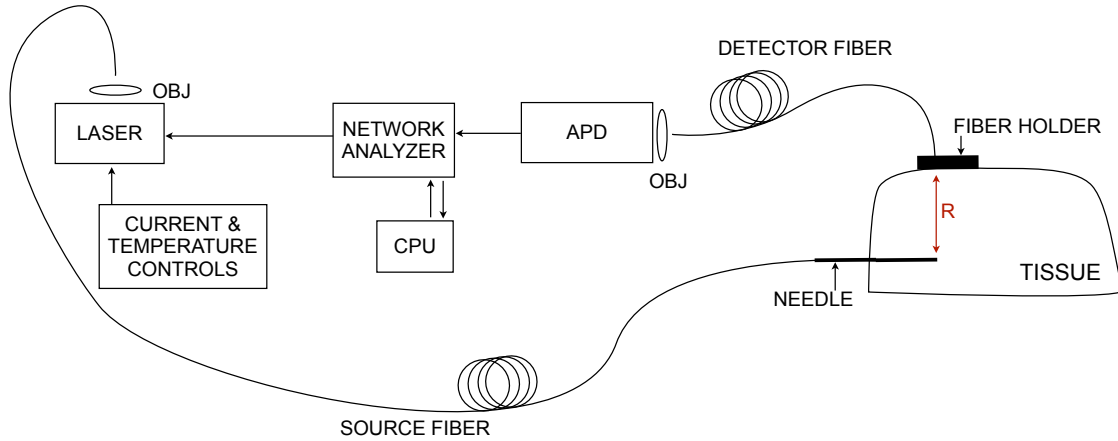 DETECTOR FIBER
OBJ
LASER
NETWORK
ANALYZER
APD
FIBER HOLDER
OBJ
R
CURRENT &
TEMPERATURE
CONTROLS
CPU
TISSUE
NEEDLE
SOURCE FIBER